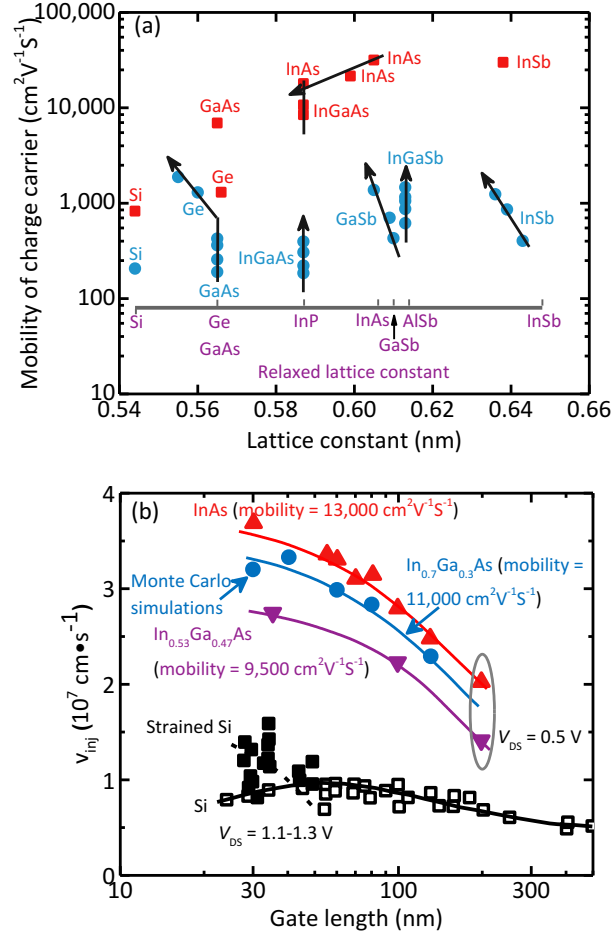 Mobility of charge carrier (cm²V⁻¹S⁻¹)
100,000
10,000
1,000
100
10
(a)
InAs
InAs
InAs
InSb
GaAs
InGaAs
InGaSb
Si
Ge
Ge
Si
InGaAs
GaSb
InSb
GaAs
Si
Ge
InP
InAs
AlSb
InSb
GaAs
GaSb
Relaxed lattice constant
0.54
0.56
0.58
0.60
0.62
0.64
0.66
Lattice constant (nm)
(b)
InAs (mobility = 13,000 cm²V⁻¹S⁻¹)
Monte Carlo
simulations
In₀.₇Ga₀.₃As (mobility =
11,000 cm²V⁻¹S⁻¹)
In₀.₅₃Ga₀.₄₇As
(mobility = 9,500 cm²V⁻¹S⁻¹)
Strained Si
V_DS = 0.5 V
Si
V_DS = 1.1-1.3 V
v_inj (10⁷ cm•s⁻¹)
4
3
2
1
0
10
30
100
300
Gate length (nm)